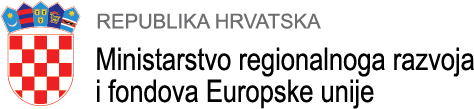 REPUBLIKA HRVATSKA
Ministarstvo regionalnoga razvoja
i fondova Europske unije